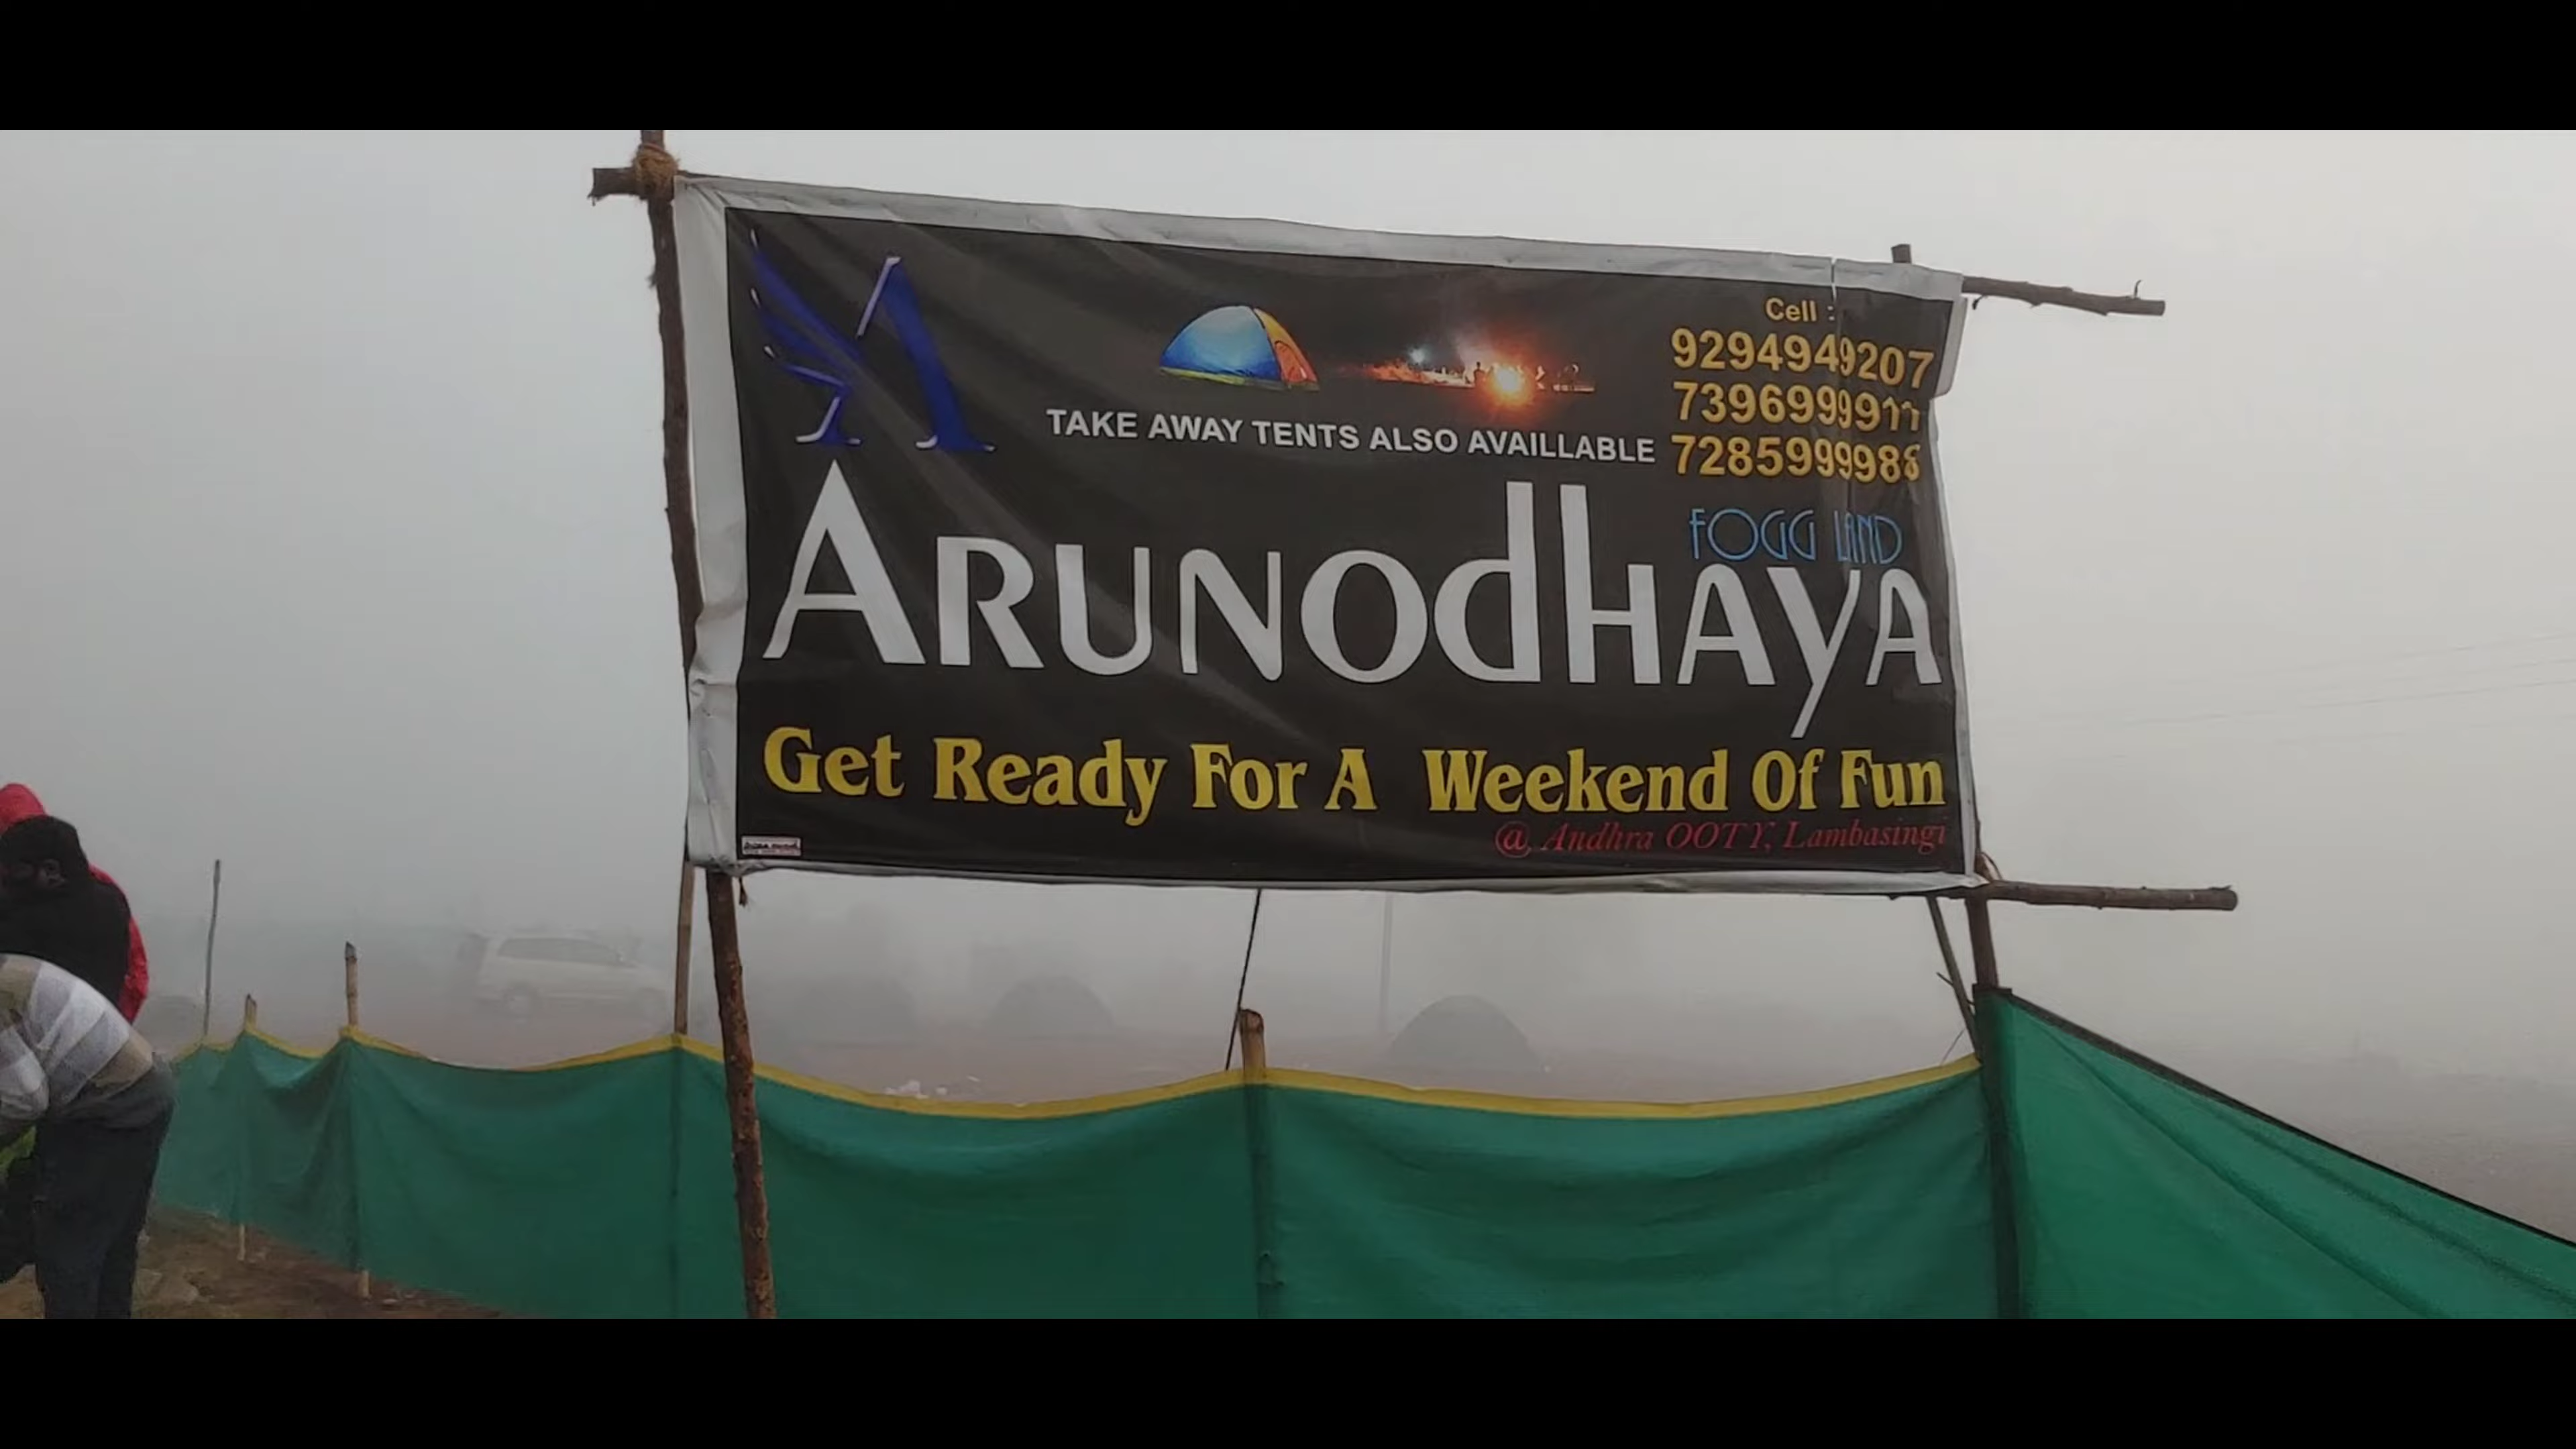 Cell :
9294949207
7396999911
7285999988
TAKE AWAY TENTS ALSO AVAILLABLE
FOGG LAND
ARUNODHAYA
Get Ready For A Weekend Of Fun
@ Andhra OOTY, Lambasingi